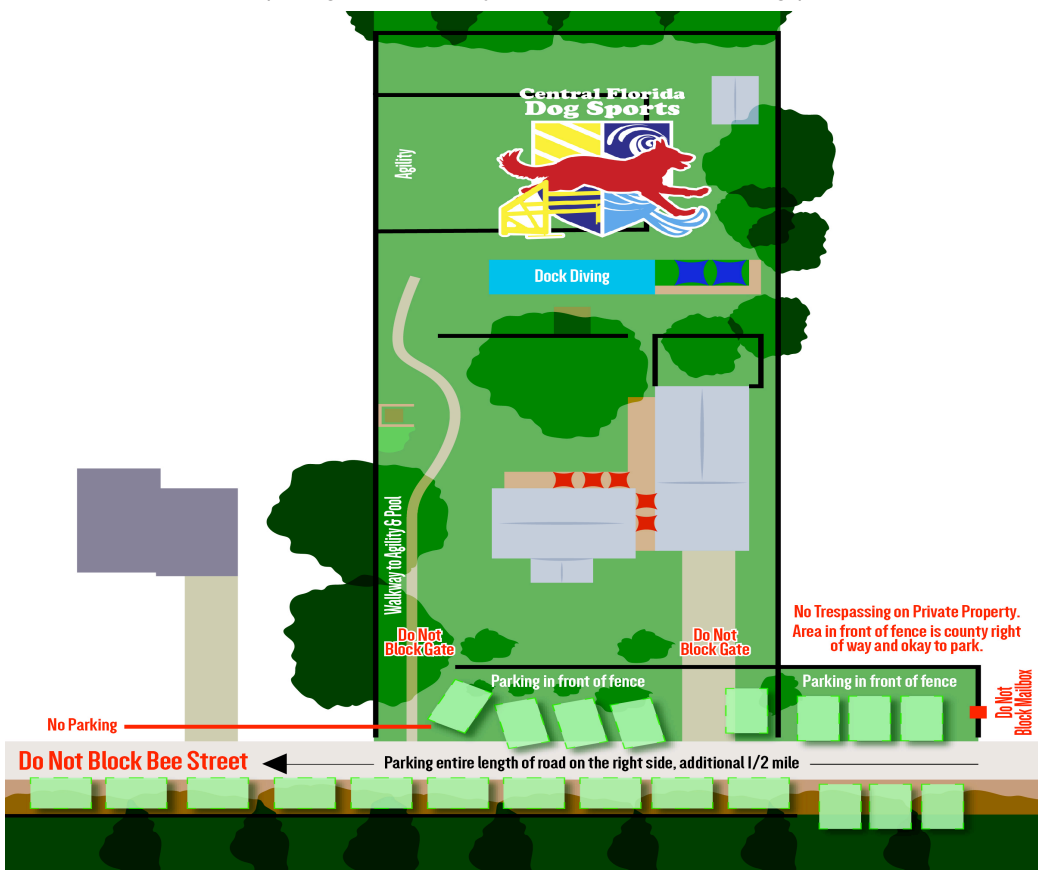 Central Florida
Dog Sports
Agility
Dock Diving
Walkway to Agility & Pool
Do Not
Block Gate
Do Not
Block Gate
No Trespassing on Private Property.
Area in front of fence is county right
of way and okay to park.
Parking in front of fence
Parking in front of fence
Do Not
Block Mailbox
No Parking
Do Not Block Bee Street
Parking entire length of road on the right side, additional 1/2 mile